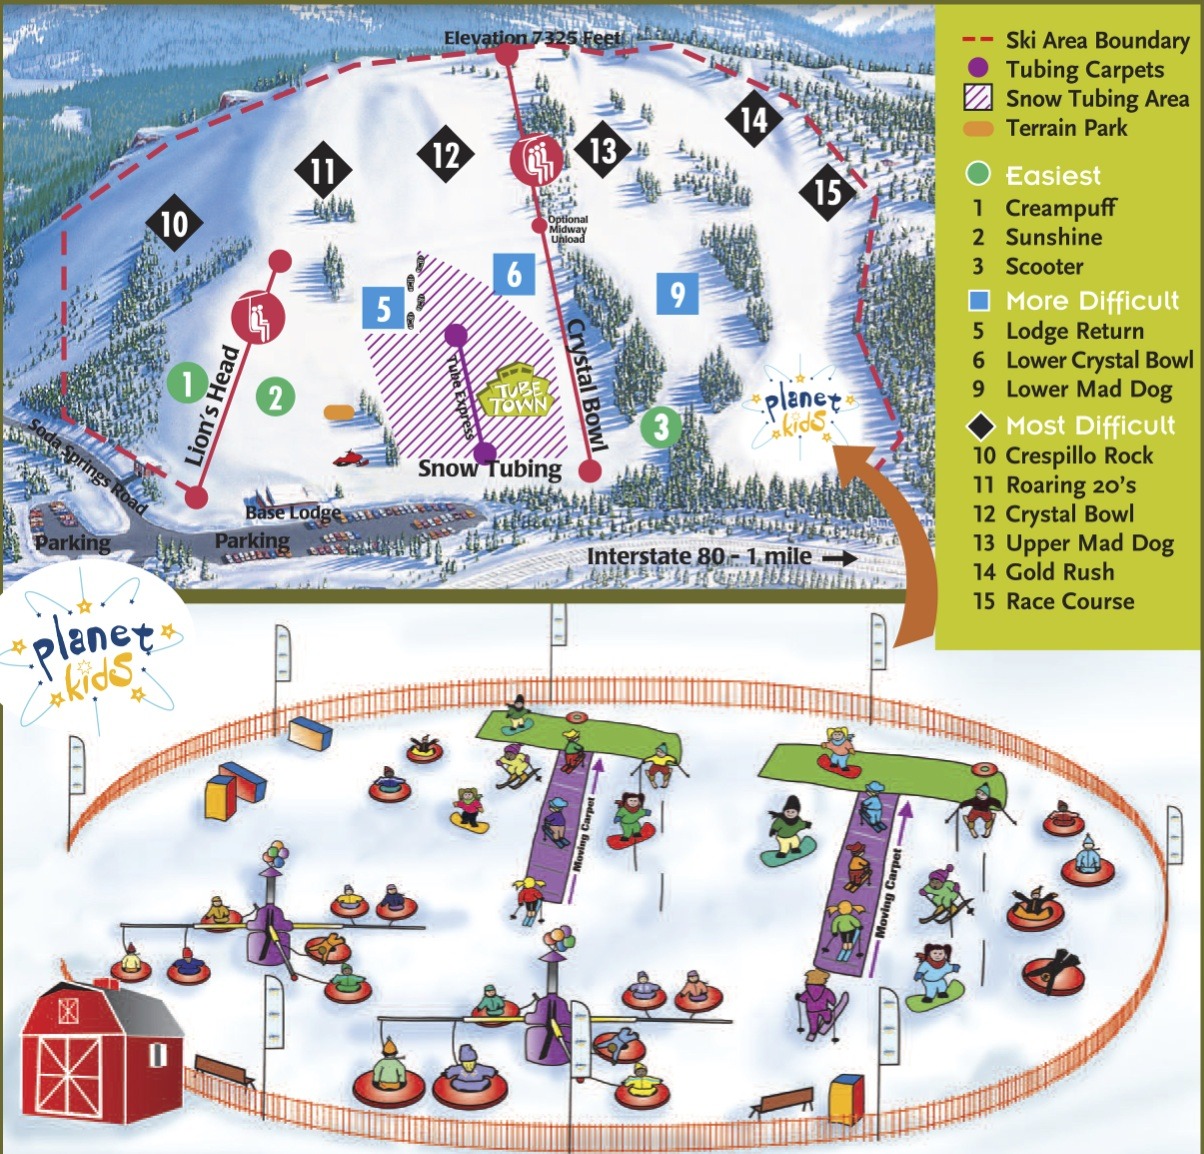 Elevation 7325 Feet
14
13
12
11
15
10
Optional
Midway
Unload
6
9
5
Crystal Bowl
Tube Express
TUBE
TOWN
Lion's Head
1
2
3
planet
kids
Snow Tubing
Soda Springs Road
Base Lodge
Parking
Parking
Interstate 80 - 1 mile
Ski Area Boundary
Tubing Carpets
Snow Tubing Area
Terrain Park
Easiest
1 Creampuff
2 Sunshine
3 Scooter
More Difficult
5 Lodge Return
6 Lower Crystal Bowl
9 Lower Mad Dog
Most Difficult
10 Crespillo Rock
11 Roaring 20's
12 Crystal Bowl
13 Upper Mad Dog
14 Gold Rush
15 Race Course
planet
kids
Moving Carpet
Moving Carpet